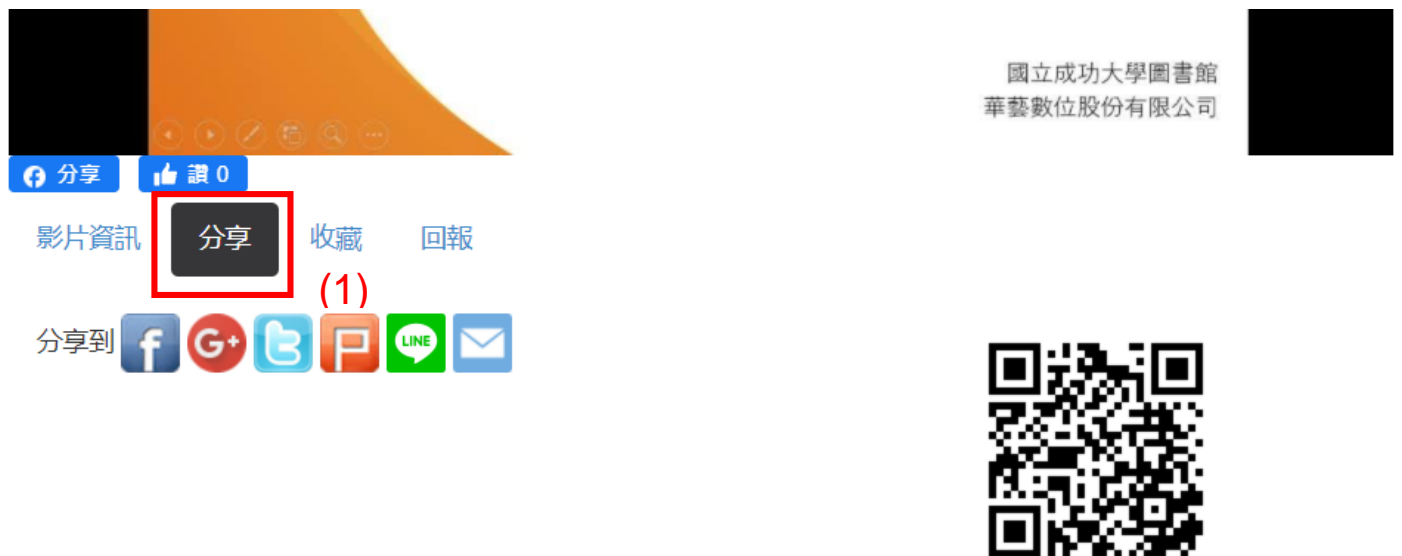 國立成功大學圖書館
華藝數位股份有限公司
分享 讚 0
影片資訊 分享 收藏 回報
(1)
分享到 f G+ P LINE